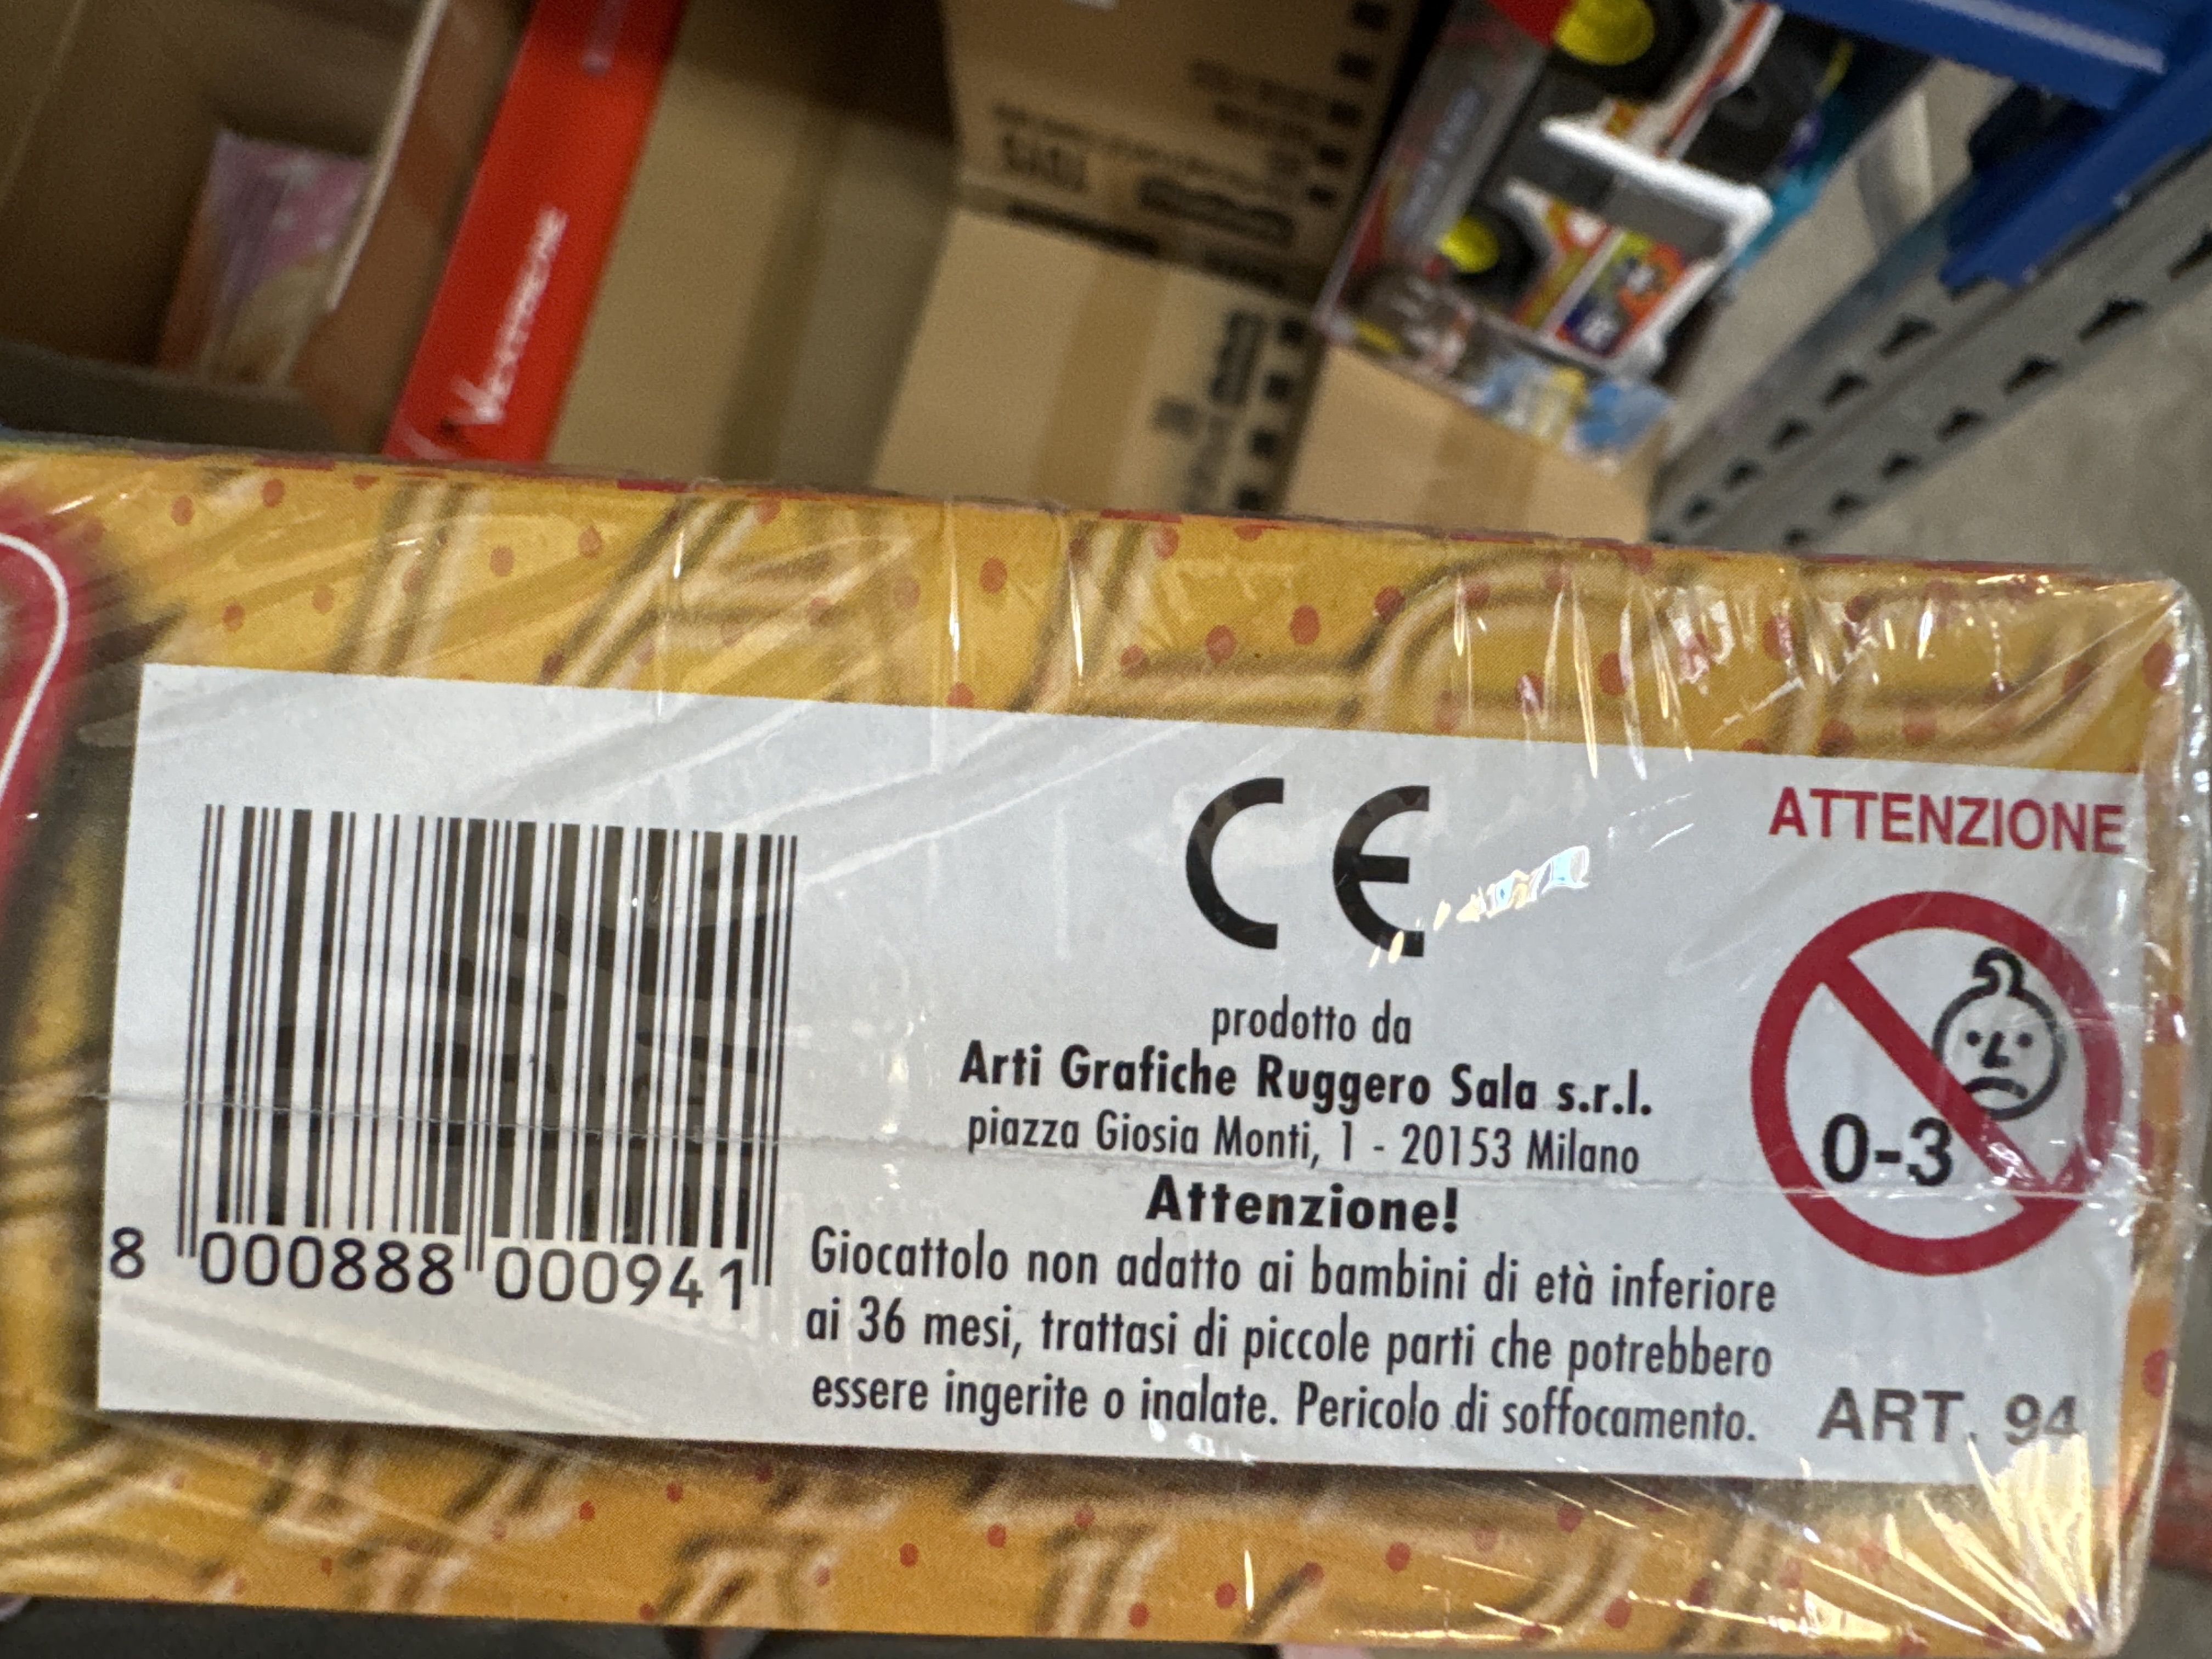 ATTENZIONE
CE
prodotto da
Arti Grafiche Ruggero Sala s.r.l.
piazza Giosia Monti, 1 - 20153 Milano
Attenzione!
Giocattolo non adatto ai bambini di età inferiore
ai 36 mesi, trattasi di piccole parti che potrebbero
essere ingerite o inalate. Pericolo di soffocamento.
0-3
ART. 94
8 000888 000941